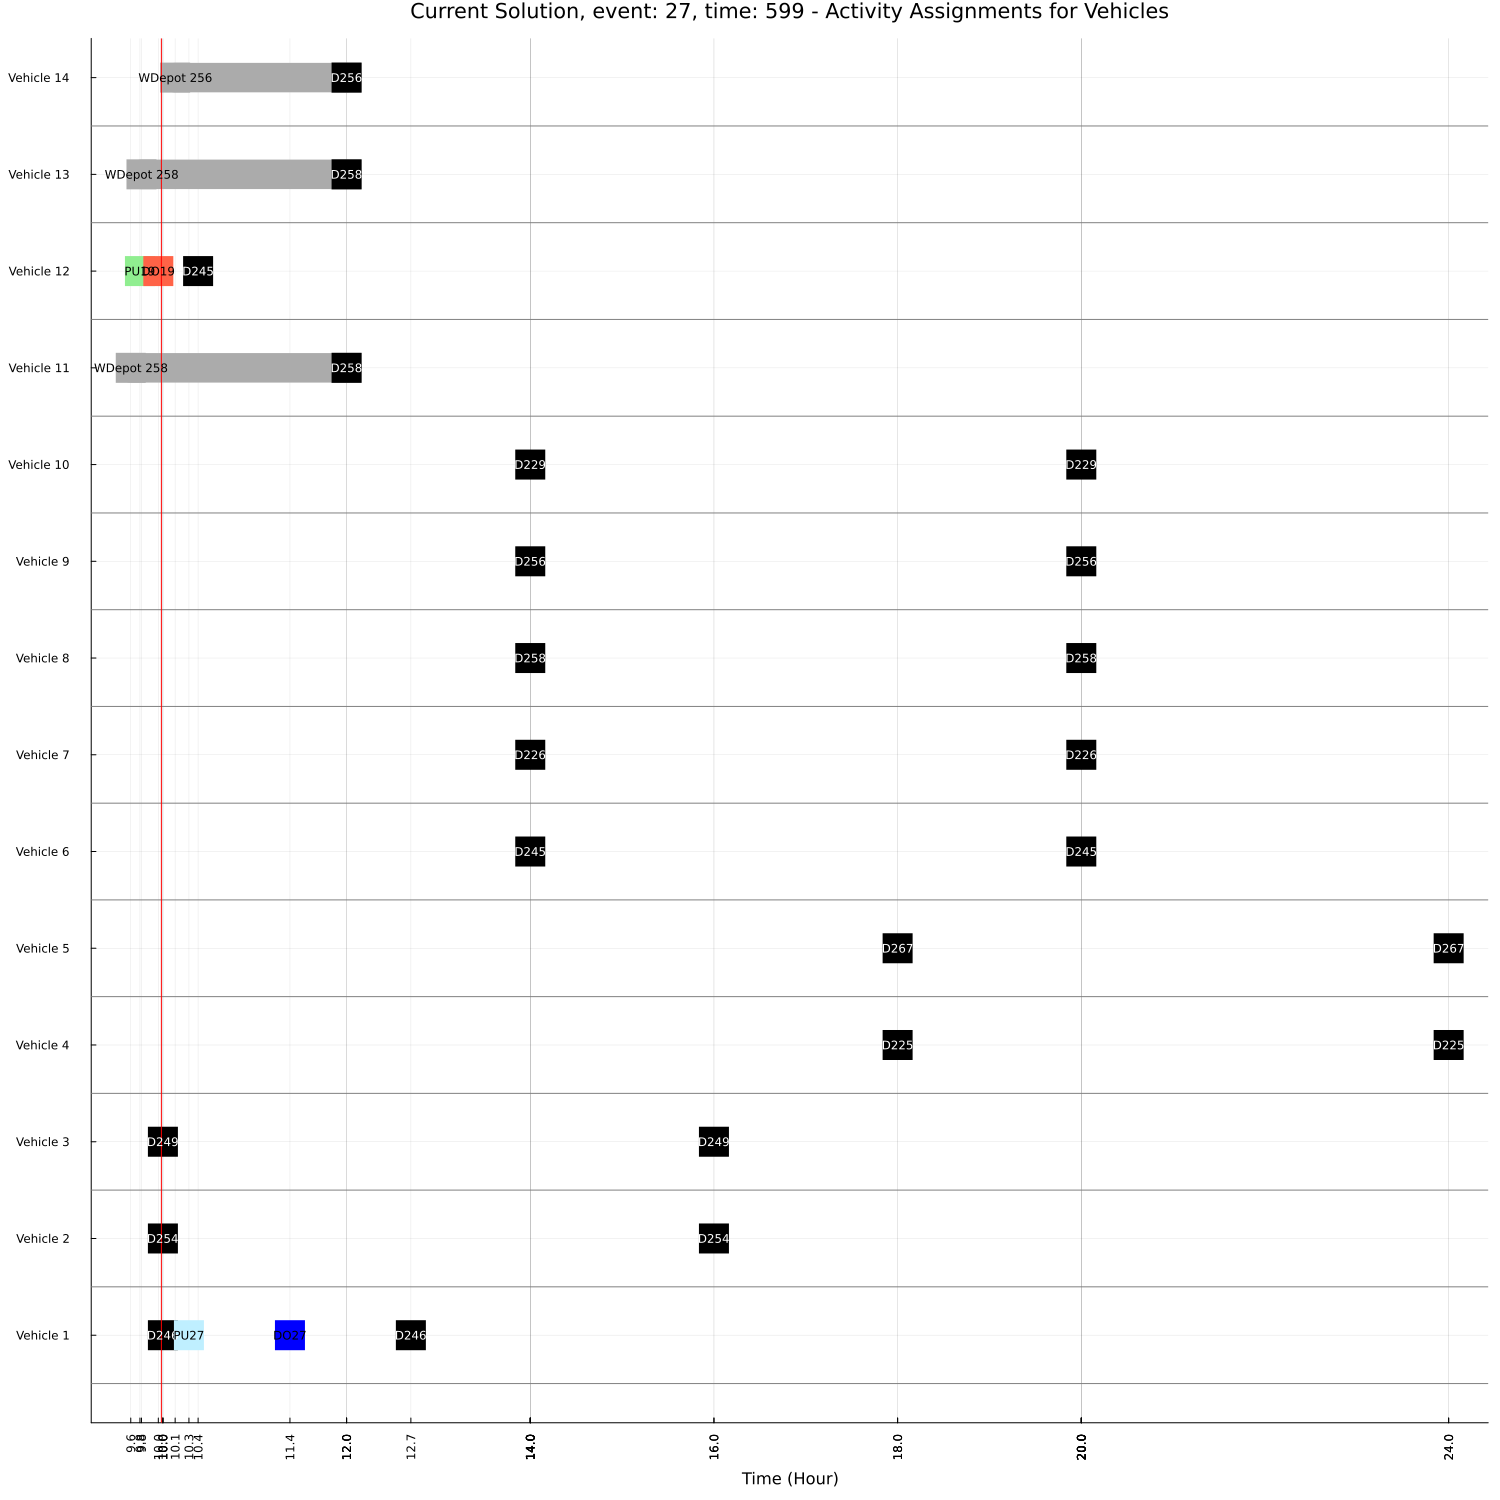 Current Solution, event: 27, time: 599 - Activity Assignments for Vehicles
Vehicle 14 WDepot 256 D256
Vehicle 13 WDepot 258 D258
Vehicle 12 PU19 DO19 D245
Vehicle 11 WDepot 258 D258
Vehicle 10 D229 D229
Vehicle 9 D256 D256
Vehicle 8 D258 D258
Vehicle 7 D226 D226
Vehicle 6 D245 D245
Vehicle 5 D267 D267
Vehicle 4 D225 D225
Vehicle 3 D249 D249
Vehicle 2 D254 D254
Vehicle 1 D246 PU27 DO27 D246
9.6 10.1 10.3 10.4 11.4 12.0 12.7 14.0 16.0 18.0 20.0 24.0
Time (Hour)